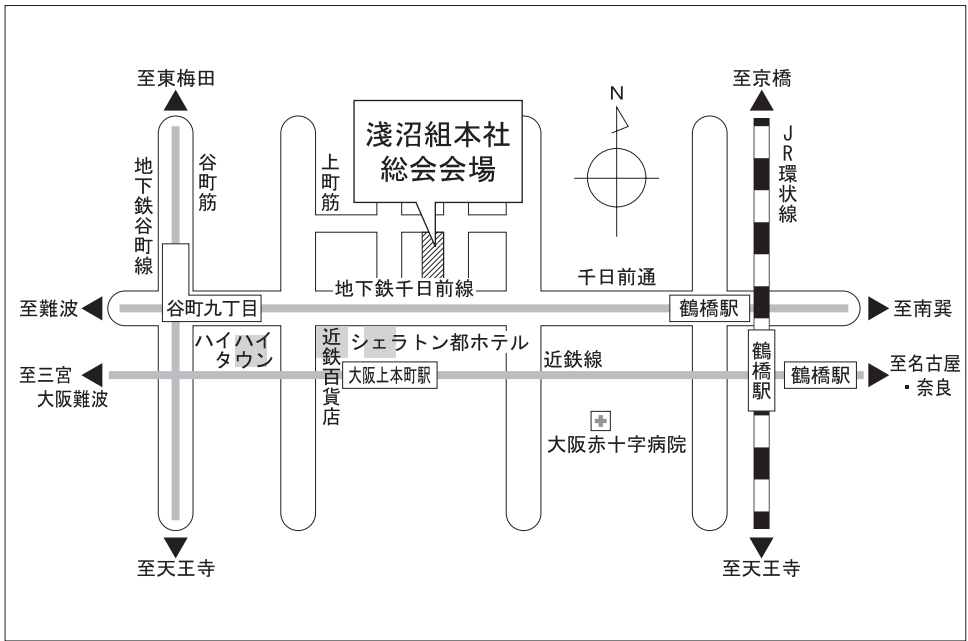 至東梅田
至京橋
N
淺沼組本社
総会会場
地下鉄谷町線
谷町筋
上町筋
JR環状線
至難波
谷町九丁目
地下鉄千日前線
千日前通
鶴橋駅
至南巽
ハイハイ
タウン
近鉄百貨店
シェラトン都ホテル
近鉄線
鶴橋駅
至三宮
大阪難波
大阪上本町駅
鶴橋駅
至名古屋
・奈良
大阪赤十字病院
至天王寺
至天王寺